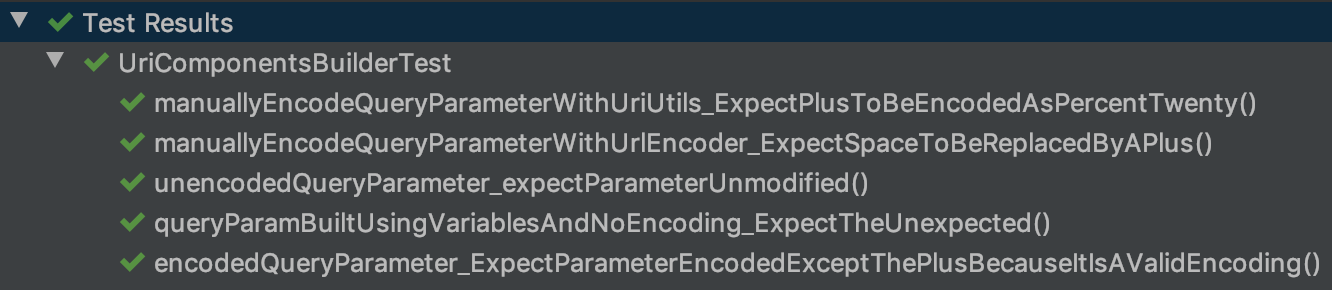 Test Results
UriComponentsBuilderTest
manuallyEncodeQueryParameterWithUriUtils_ExpectPlusToBeEncodedAsPercentTwenty()
manuallyEncodeQueryParameterWithUrlEncoder_ExpectSpaceToBeReplacedByAPlus()
unencodedQueryParameter_expectParameterUnmodified()
queryParamBuiltUsingVariablesAndNoEncoding_ExpectTheUnexpected()
encodedQueryParameter_ExpectParameterEncodedExceptThePlusBecauseItIsAValidEncoding()